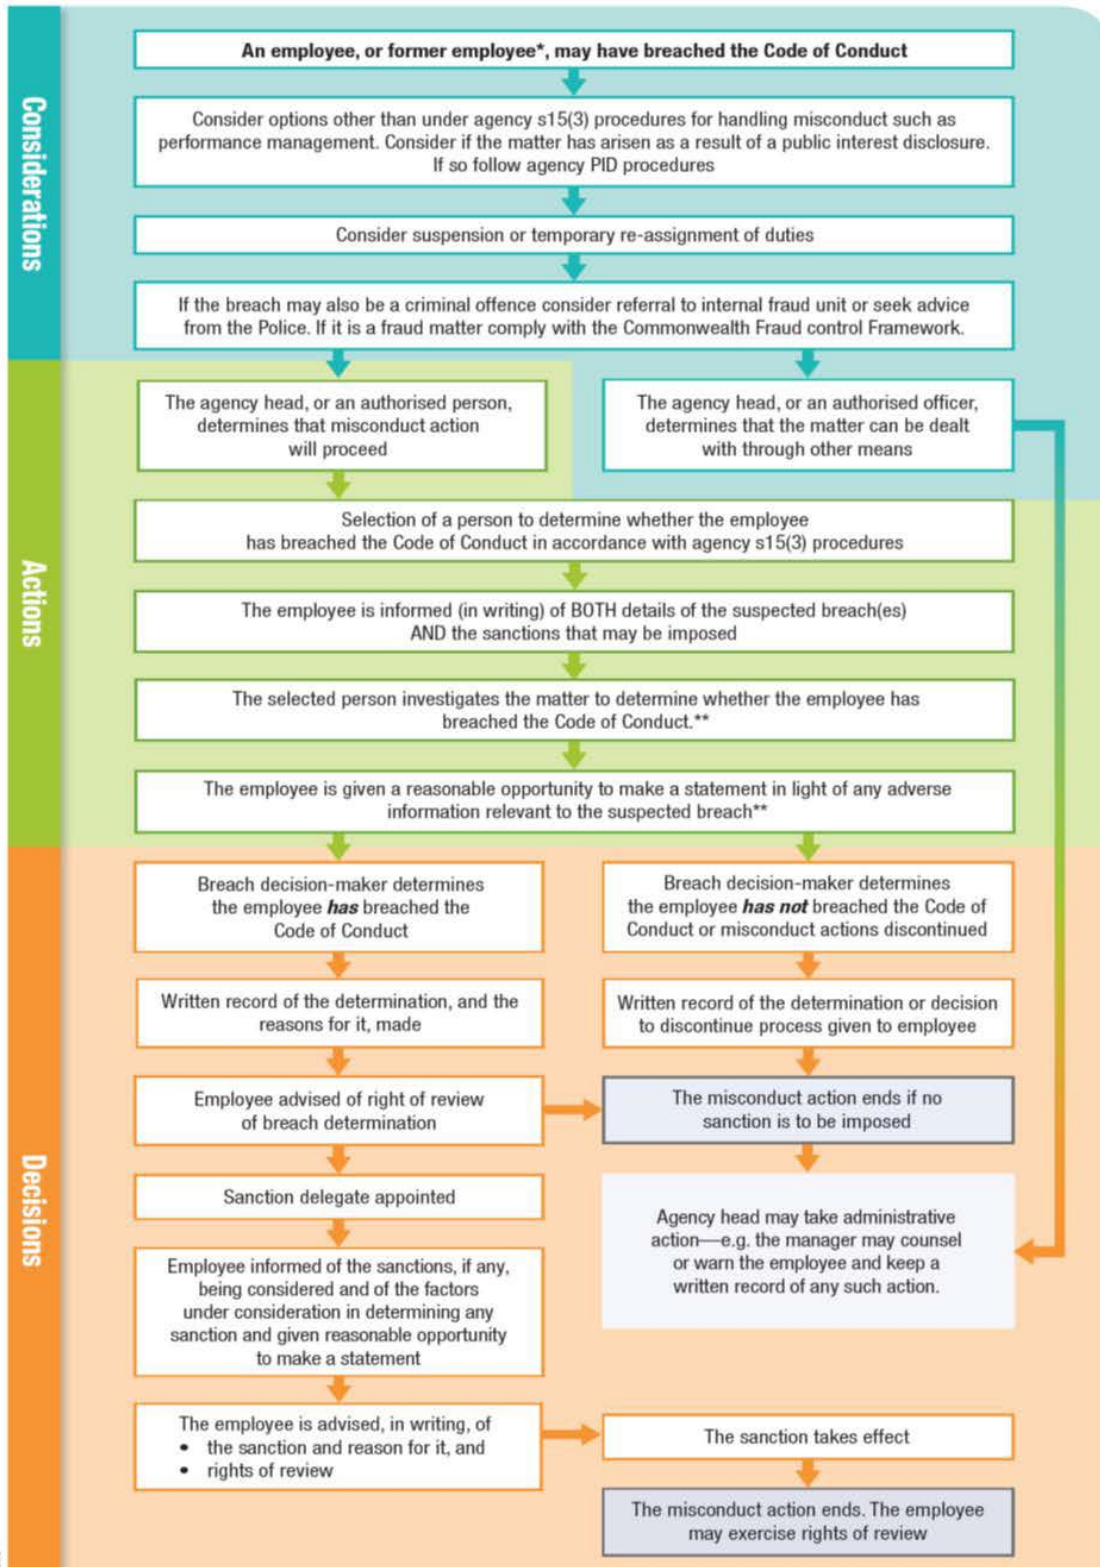 Considerations
An employee, or former employee*, may have breached the Code of Conduct
Consider options other than under agency s15(3) procedures for handling misconduct such as
performance management. Consider if the matter has arisen as a result of a public interest disclosure.
If so follow agency PID procedures
Consider suspension or temporary re-assignment of duties
If the breach may also be a criminal offence consider referral to internal fraud unit or seek advice
from the Police. If it is a fraud matter comply with the Commonwealth Fraud control Framework.
The agency head, or an authorised officer,
determines that the matter can be dealt
with through other means
Actions
The agency head, or an authorised person,
determines that misconduct action
will proceed
Selection of a person to determine whether the employee
has breached the Code of Conduct in accordance with agency s15(3) procedures
The employee is informed (in writing) of BOTH details of the suspected breach(es)
AND the sanctions that may be imposed
The selected person investigates the matter to determine whether the employee has
breached the Code of Conduct.**
The employee is given a reasonable opportunity to make a statement in light of any adverse
information relevant to the suspected breach**
Decisions
Breach decision-maker determines
the employee has breached the
Code of Conduct
Written record of the determination, and the
reasons for it, made
Employee advised of right of review
of breach determination
Sanction delegate appointed
Employee informed of the sanctions, if any,
being considered and of the factors
under consideration in determining any
sanction and given reasonable opportunity
to make a statement
The employee is advised, in writing, of
• the sanction and reason for it, and
• rights of review
Breach decision-maker determines
the employee has not breached the Code of
Conduct or misconduct actions discontinued
Written record of the determination or decision
to discontinue process given to employee
The misconduct action ends if no
sanction is to be imposed
Agency head may take administrative
action—e.g. the manager may counsel
or warn the employee and keep a
written record of any such action.
The sanction takes effect
The misconduct action ends. The employee
may exercise rights of review